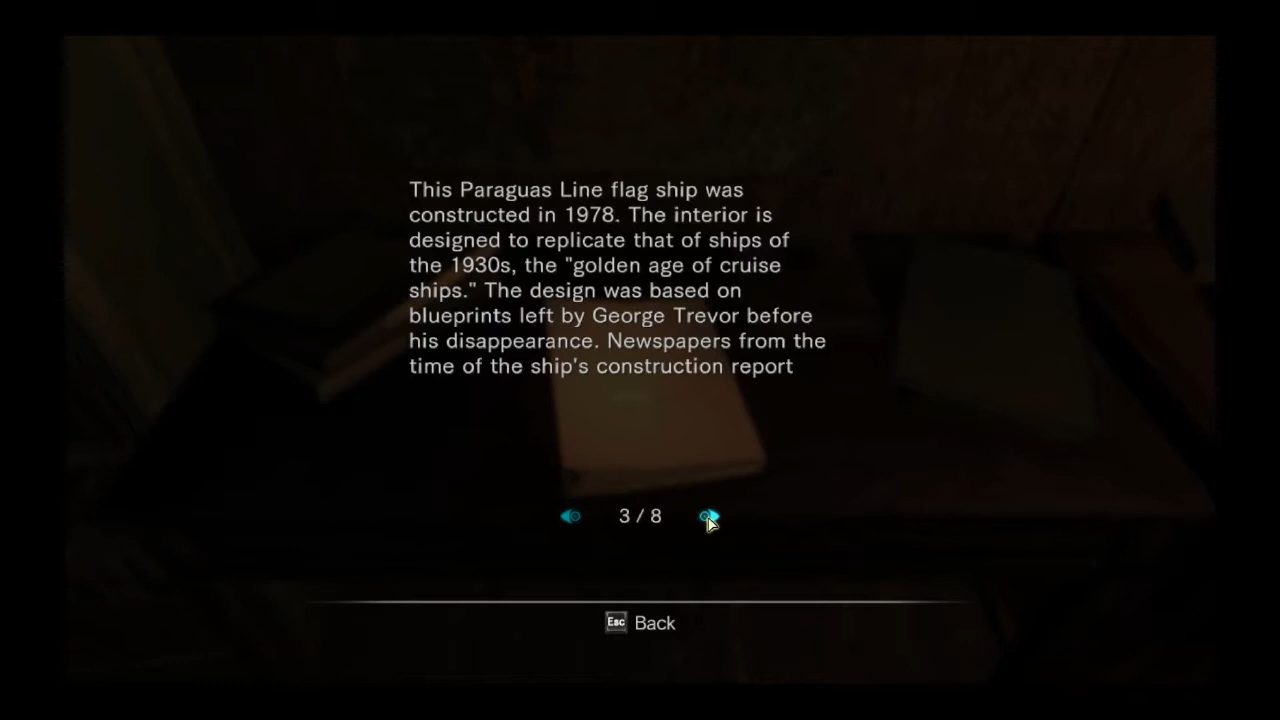 This Paraguas Line flag ship was
constructed in 1978. The interior is
designed to replicate that of ships of
the 1930s, the "golden age of cruise
ships." The design was based on
blueprints left by George Trevor before
his disappearance. Newspapers from the
time of the ship's construction report
3 / 8
Esc Back